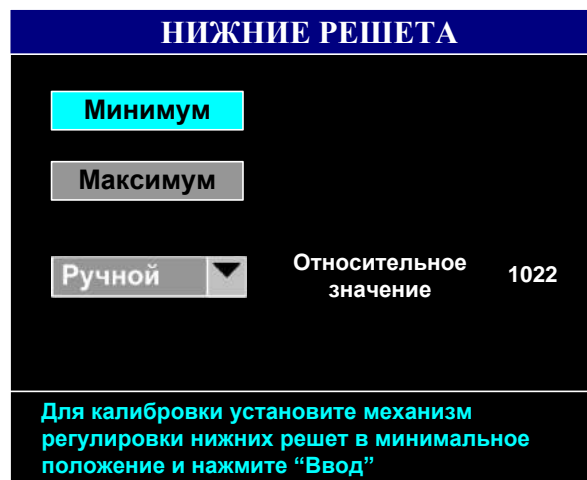 НИЖНИЕ РЕШЕТА
Минимум
Максимум
Ручной
Относительное
значение
1022
Для калибровки установите механизм
регулировки нижних решет в минимальное
положение и нажмите “Ввод”